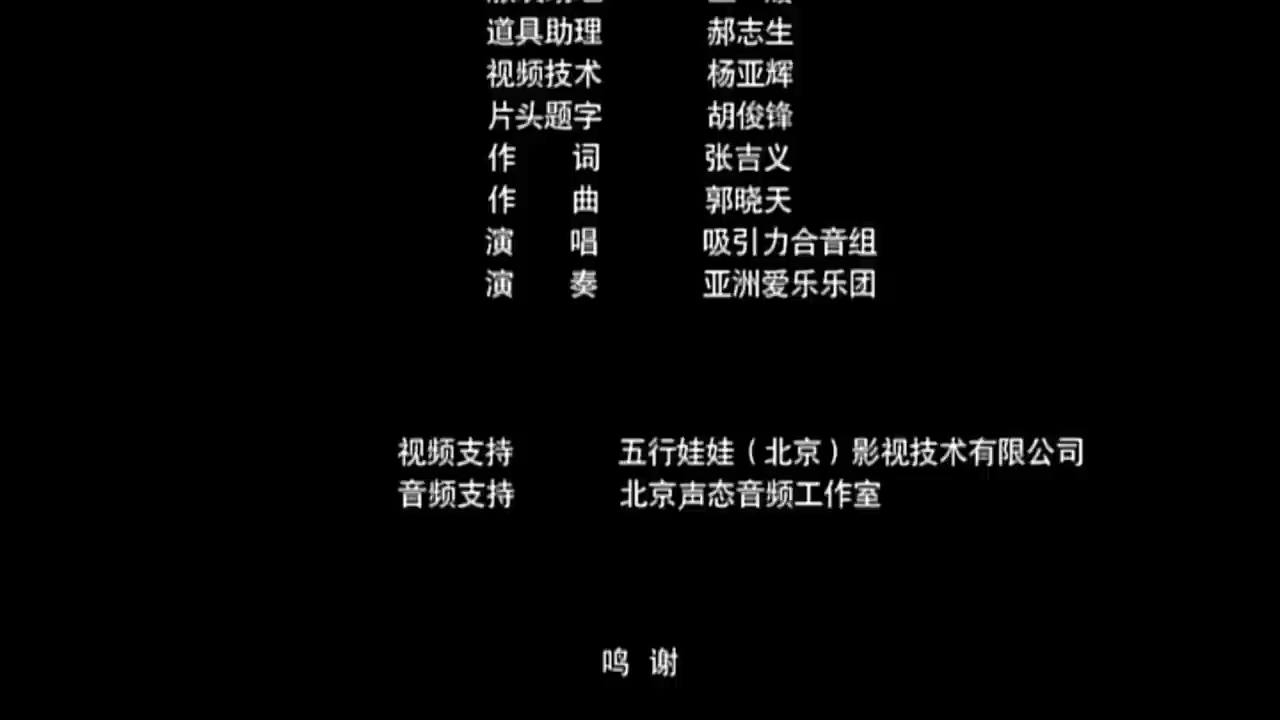 道具助理 郝志生
视频技术 杨亚辉
片头题字 胡俊锋
作 词 张吉义
作 曲 郭晓天
演 唱 吸引力合音组
演 奏 亚洲爱乐乐团
视频支持 五行娃娃（北京）影视技术有限公司
音频支持 北京声态音频工作室
鸣 谢